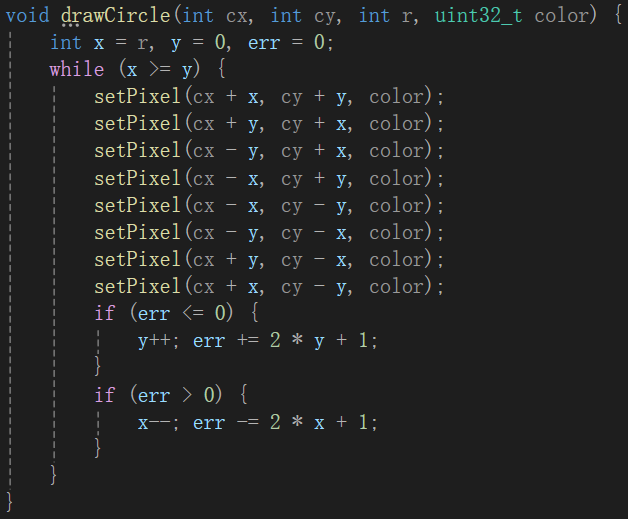 void drawCircle(int cx, int cy, int r, uint32_t color) {
    int x = r, y = 0, err = 0;
    while (x >= y) {
        setPixel(cx + x, cy + y, color);
        setPixel(cx + y, cy + x, color);
        setPixel(cx - y, cy + x, color);
        setPixel(cx - x, cy + y, color);
        setPixel(cx - x, cy - y, color);
        setPixel(cx - y, cy - x, color);
        setPixel(cx + y, cy - x, color);
        setPixel(cx + x, cy - y, color);
        if (err <= 0) {
            y++; err += 2 * y + 1;
        }
        if (err > 0) {
            x--; err -= 2 * x + 1;
        }
    }
}